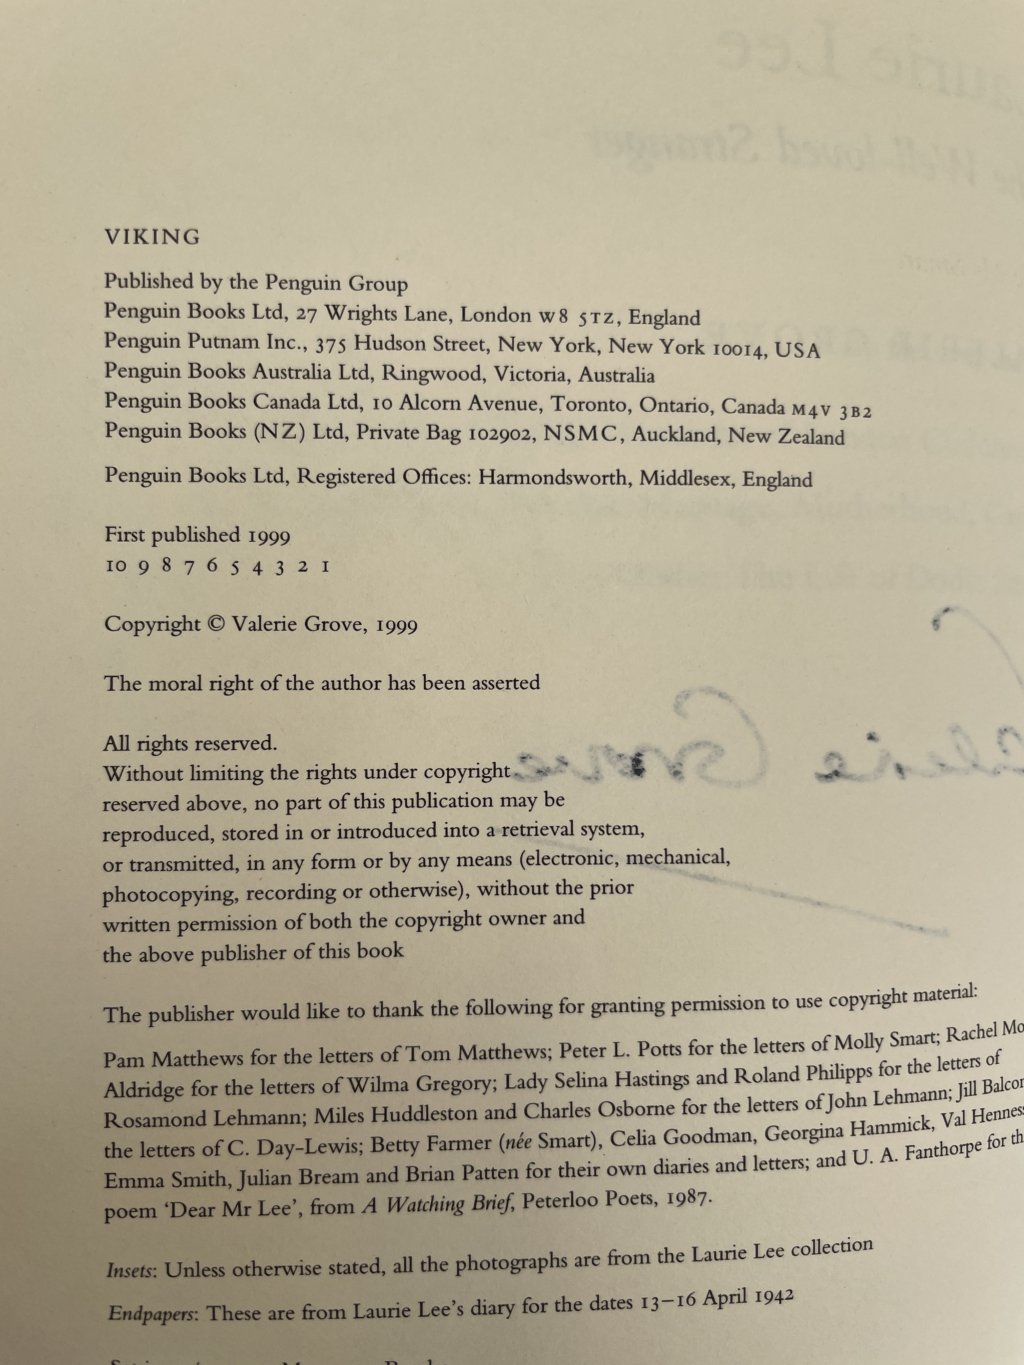 VIKING
Published by the Penguin Group
Penguin Books Ltd, 27 Wrights Lane, London W8 5TZ, England
Penguin Putnam Inc., 375 Hudson Street, New York, New York 10014, USA
Penguin Books Australia Ltd, Ringwood, Victoria, Australia
Penguin Books Canada Ltd, 10 Alcorn Avenue, Toronto, Ontario, Canada M4V 3B2
Penguin Books (NZ) Ltd, Private Bag 102902, NSMC, Auckland, New Zealand
Penguin Books Ltd, Registered Offices: Harmondsworth, Middlesex, England
First published 1999
10 9 8 7 6 5 4 3 2 1
Copyright © Valerie Grove, 1999
The moral right of the author has been asserted
All rights reserved.
Without limiting the rights under copyright
reserved above, no part of this publication may be
reproduced, stored in or introduced into a retrieval system,
or transmitted, in any form or by any means (electronic, mechanical,
photocopying, recording or otherwise), without the prior
written permission of both the copyright owner and
the above publisher of this book
The publisher would like to thank the following for granting permission to use copyright material:
Pam Matthews for the letters of Tom Matthews; Peter L. Potts for the letters of Molly Smart; Rachel
Aldridge for the letters of Wilma Gregory; Lady Selina Hastings and Roland Philipps for the letters of
Rosamond Lehmann; Miles Huddleston and Charles Osborne for the letters of John Lehmann; Jill
the letters of C. Day-Lewis; Betty Farmer (née Smart), Celia Goodman, Georgina Hammick, Val
Emma Smith, Julian Bream and Brian Patten for their own diaries and letters; and U. A. Fanthorpe for
poem ‘Dear Mr Lee’, from A Watching Brief, Peterloo Poets, 1987.
Insets: Unless otherwise stated, all the photographs are from the Laurie Lee collection
Endpapers: These are from Laurie Lee’s diary for the dates 13–16 April 1942